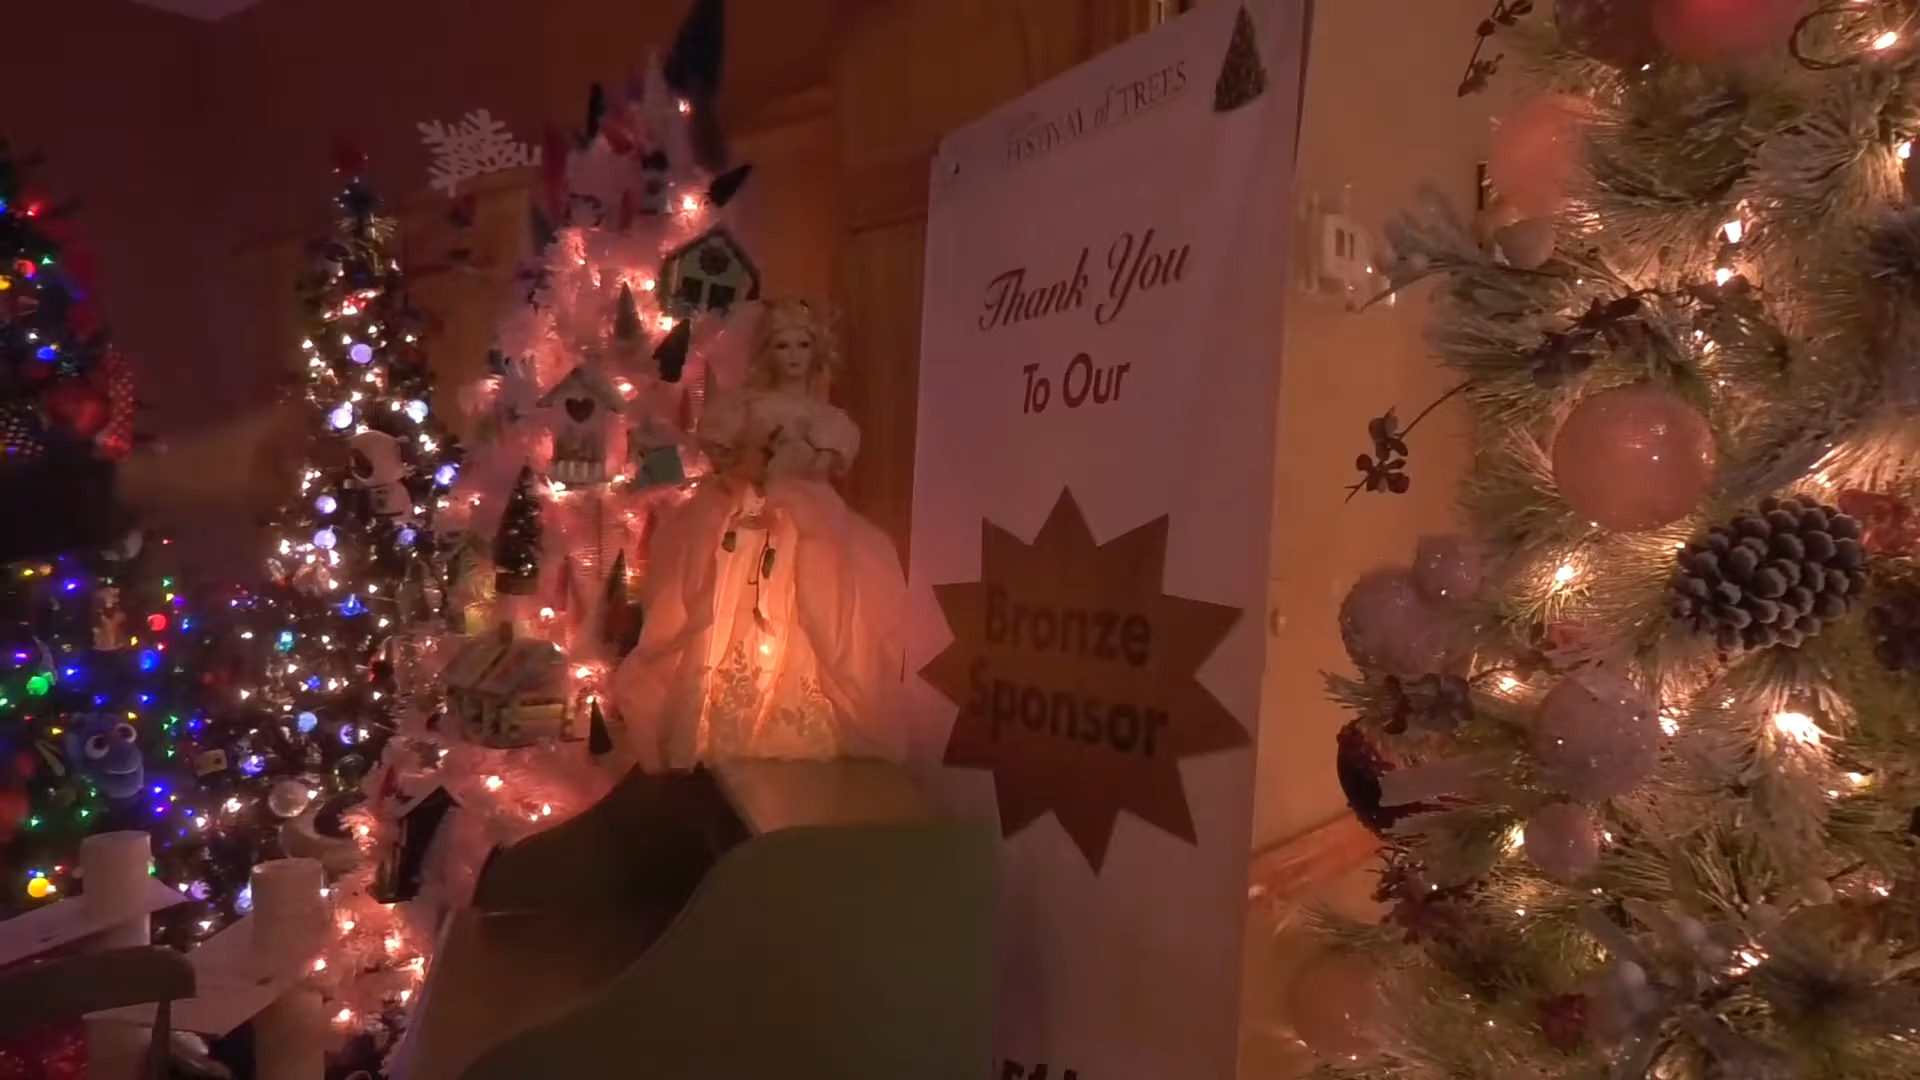 FESTIVAL of TREES
Thank You
To Our
Bronze
Sponsor